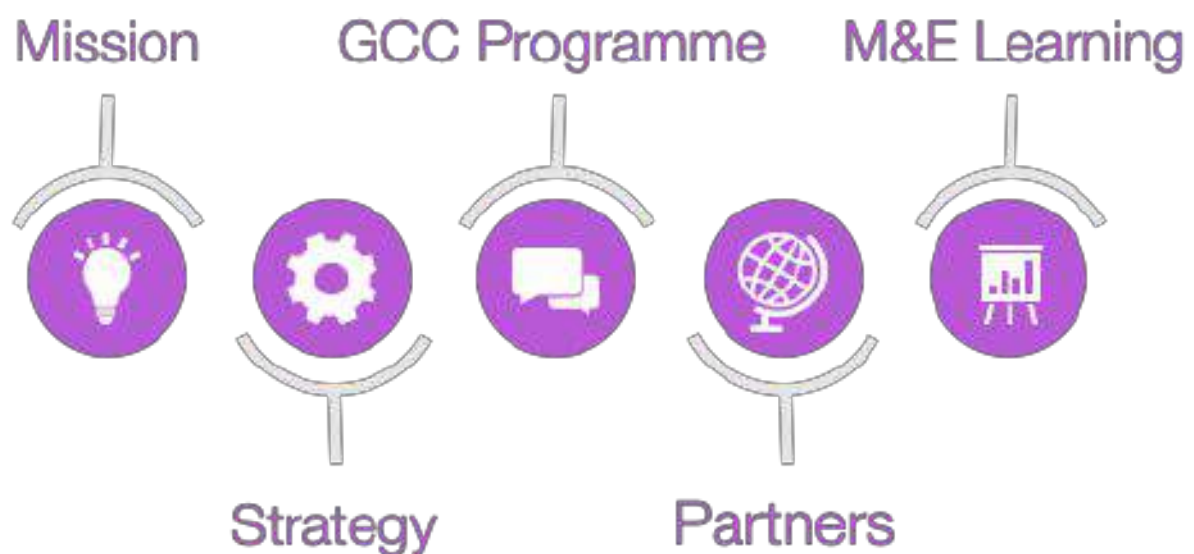 Mission
GCC Programme
M&E Learning
Strategy
Partners